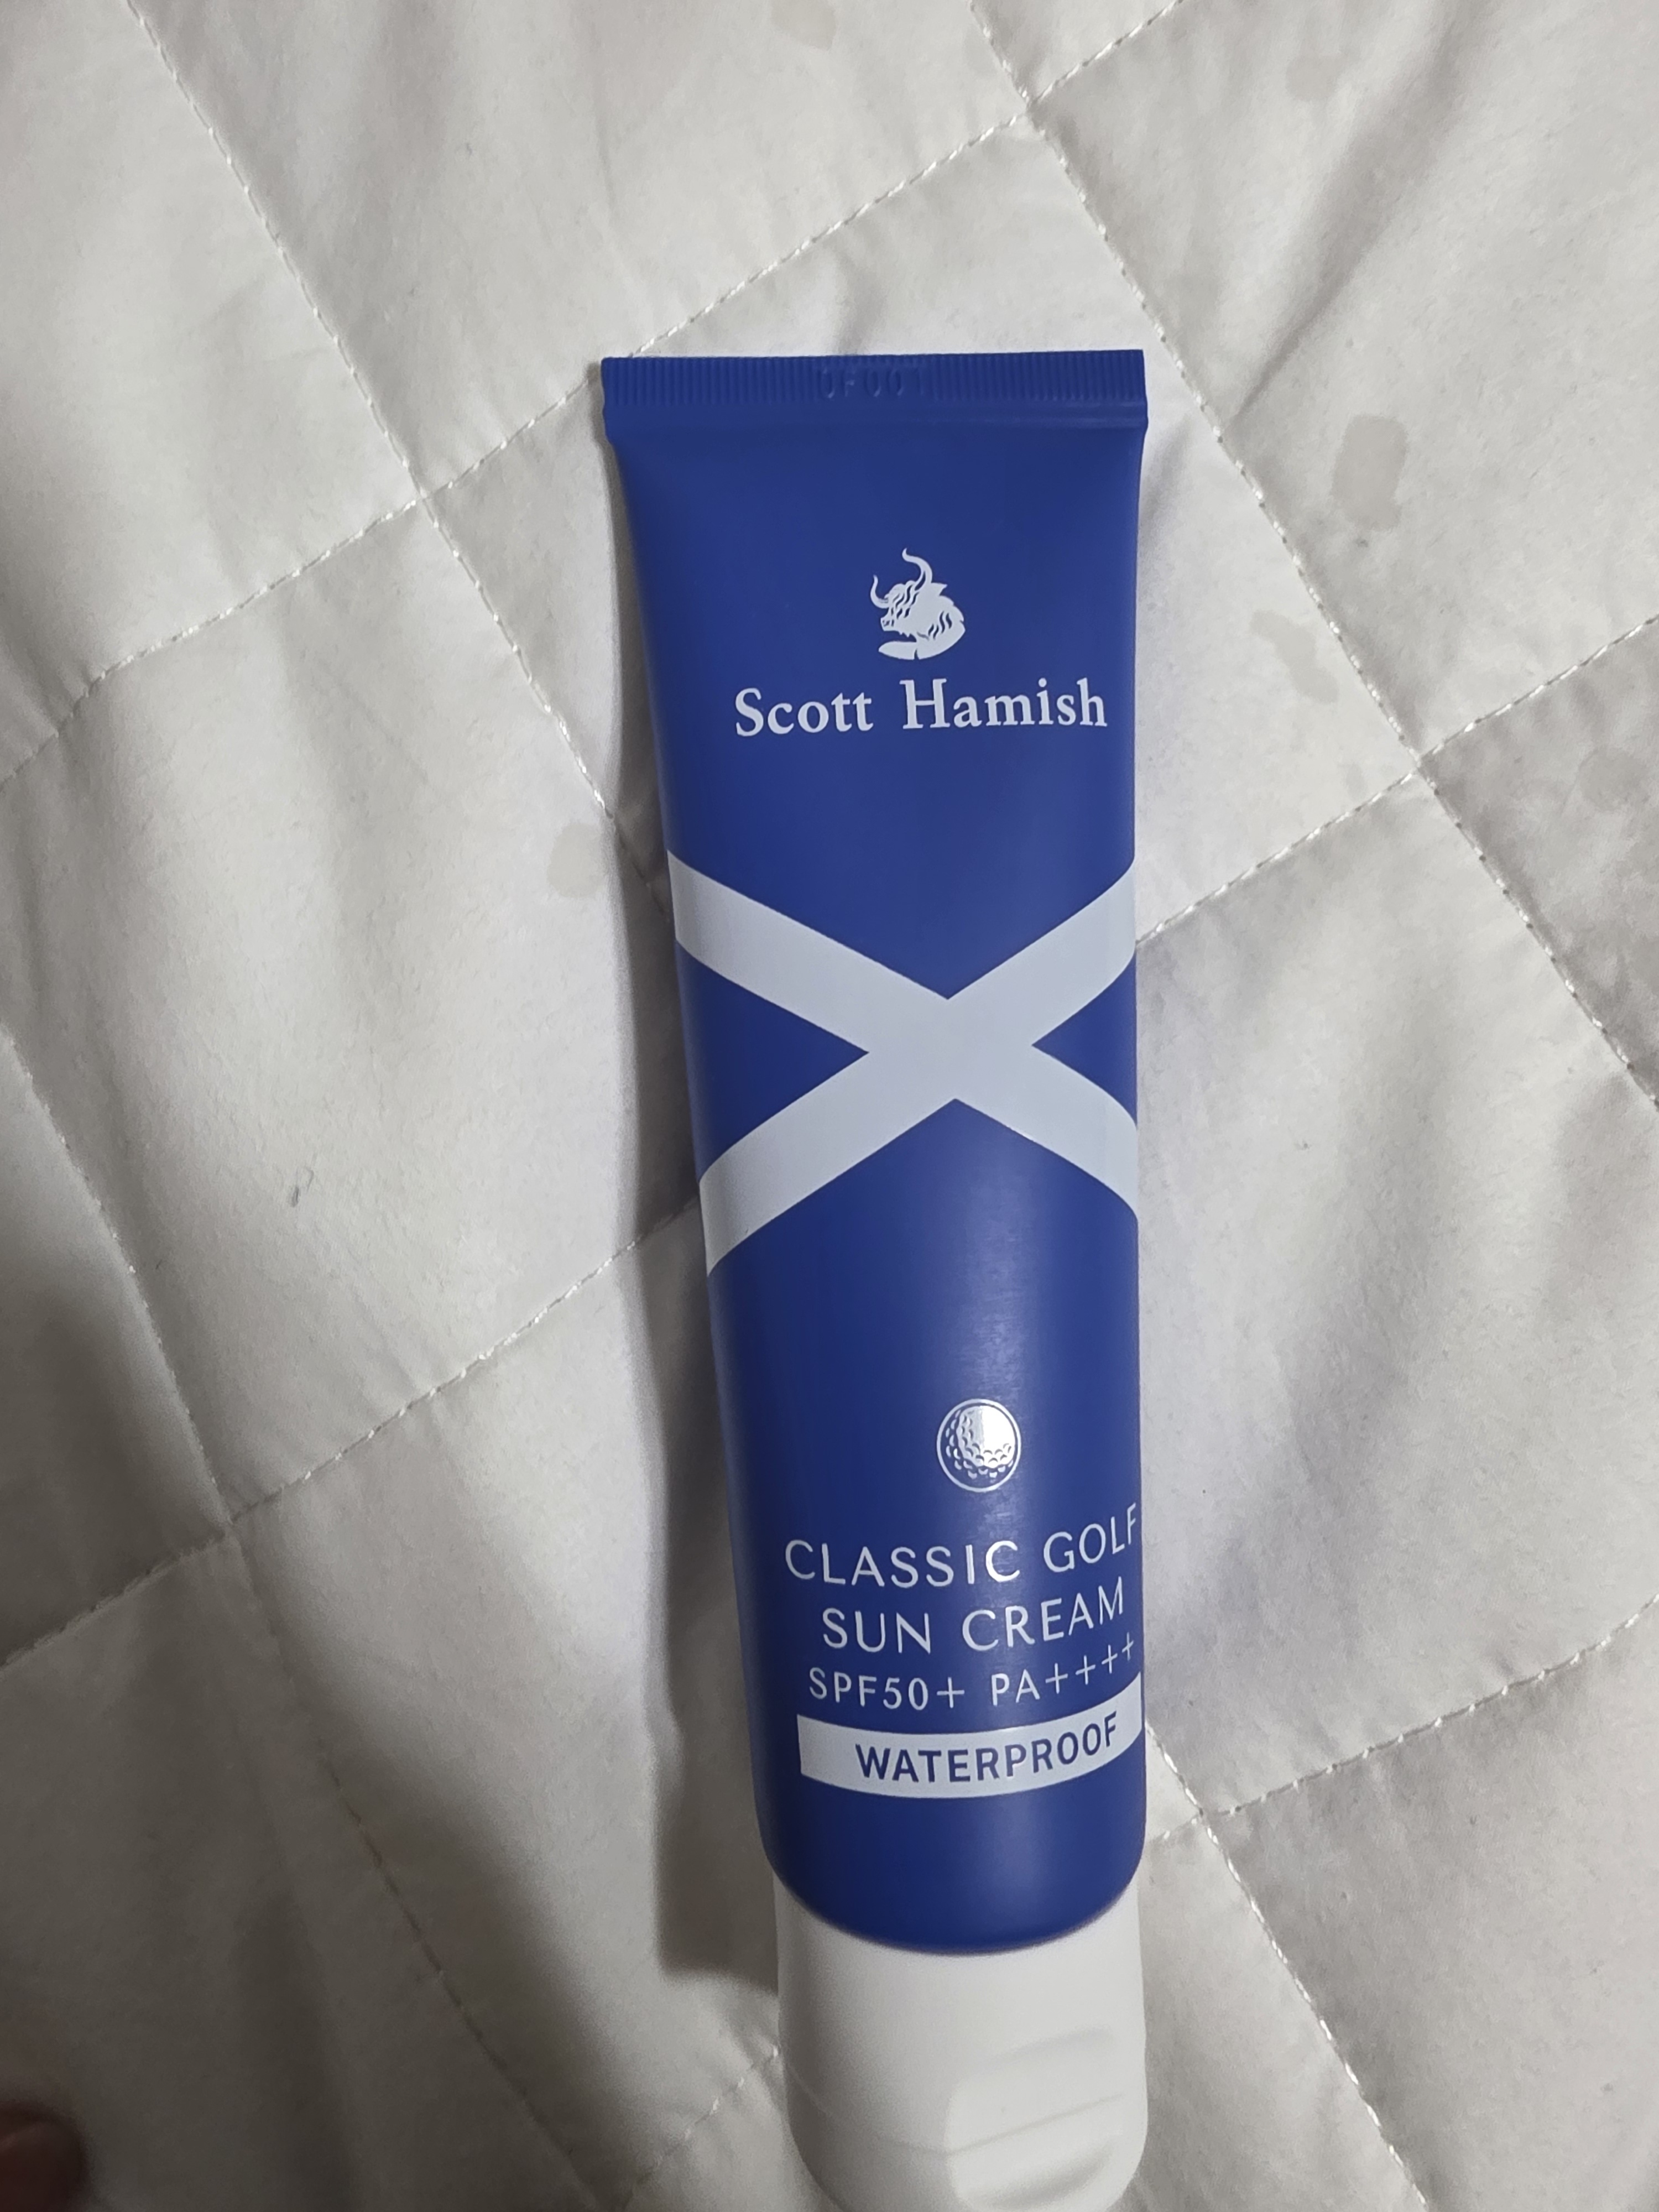 Scott Hamish
CLASSIC GOLF
SUN CREAM
SPF50+ PA++++
WATERPROOF